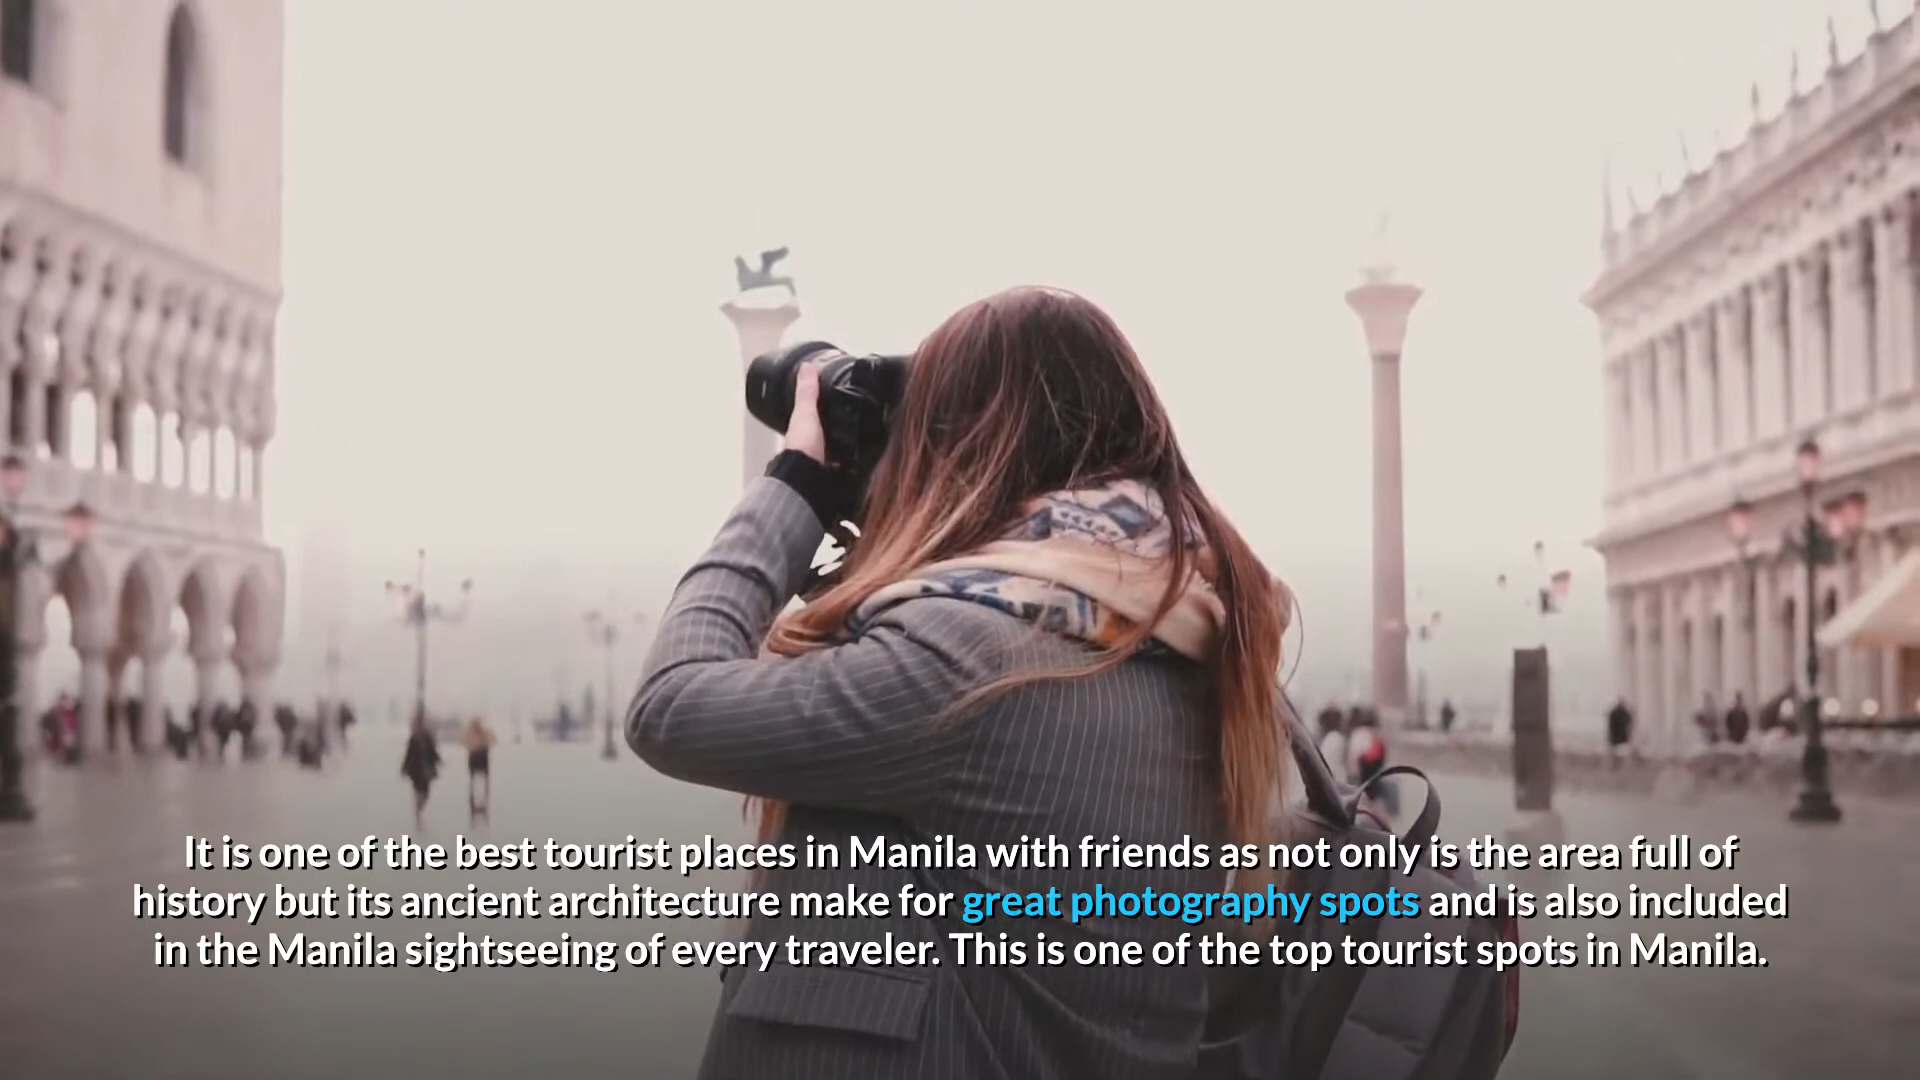 It is one of the best tourist places in Manila with friends as not only is the area full of
history but its ancient architecture make for great photography spots and is also included
in the Manila sightseeing of every traveler. This is one of the top tourist spots in Manila.